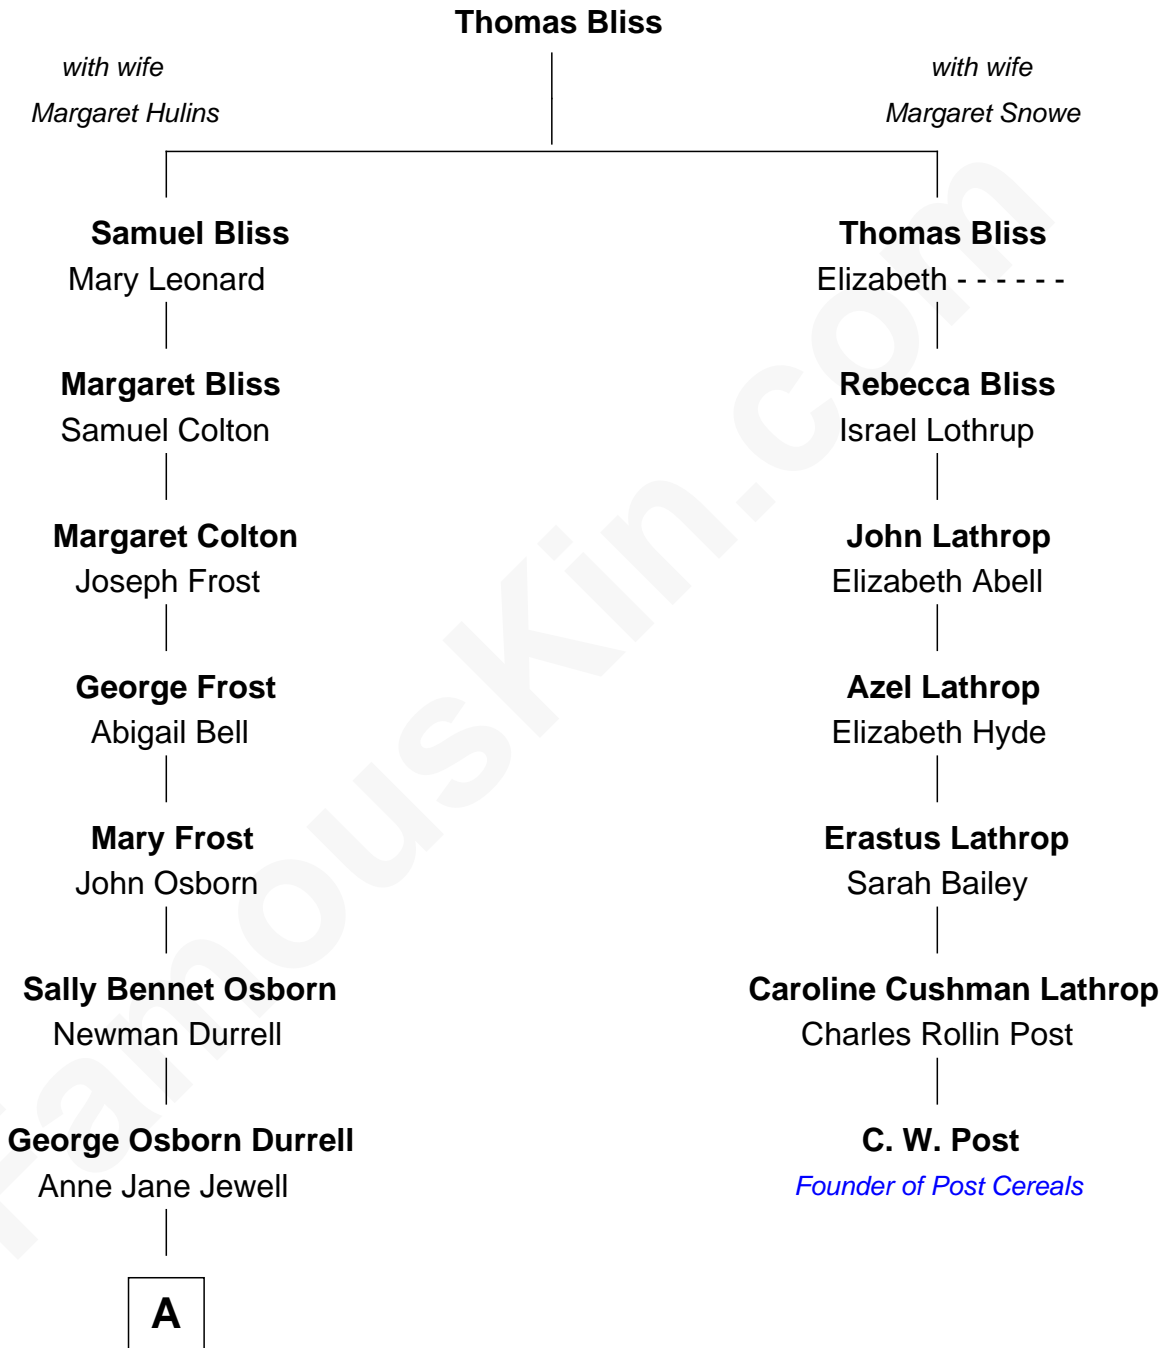 Thomas Bliss
with wife
Margaret Hulins
with wife
Margaret Snowe
Samuel Bliss
Mary Leonard
Thomas Bliss
Elizabeth - - - - - -
Margaret Bliss
Samuel Colton
Rebecca Bliss
Israel Lothrup
Margaret Colton
Joseph Frost
John Lathrop
Elizabeth Abell
George Frost
Abigail Bell
Azel Lathrop
Elizabeth Hyde
Mary Frost
John Osborn
Erastus Lathrop
Sarah Bailey
Sally Bennet Osborn
Newman Durrell
Caroline Cushman Lathrop
Charles Rollin Post
George Osborn Durrell
Anne Jane Jewell
C. W. Post
Founder of Post Cereals
A
FamousKin.com